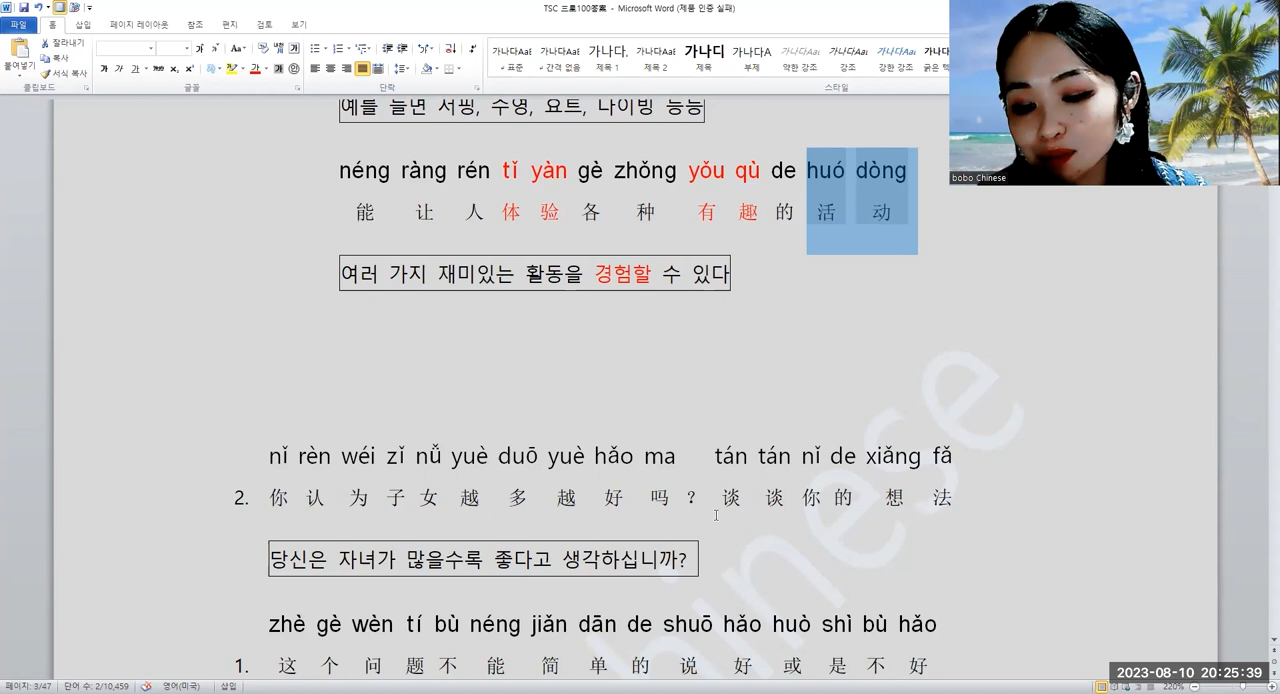 TSC 三星100答案 - Microsoft Word (제품 인증 실패)
파일 홈 삽입 페이지 레이아웃 참조 편지 검토 보기
붙여넣기
잘라내기
복사
서식 복사
클립보드 글꼴 단락 스타일
표준 간격 없음 제목 1 제목 2 제목 부제 약한 강조 강조 강한 강조
bobo Chinese
예를 들면 서핑, 수영, 요트, 다이빙 등등
néng ràng rén tǐ yàn gè zhǒng yǒu qù de huó dòng
能 让 人 体 验 各 种 有 趣 的 活 动
여러 가지 재미있는 활동을 경험할 수 있다
nǐ rèn wéi zǐ nǚ yuè duō yuè hǎo ma tán tán nǐ de xiǎng fǎ
2. 你 认 为 子 女 越 多 越 好 吗 ? 谈 谈 你 的 想 法
당신은 자녀가 많을수록 좋다고 생각하십니까?
zhè gè wèn tí bù néng jiǎn dān de shuō hǎo huò shì bù hǎo
1. 这 个 问 题 不 能 简 单 的 说 好 或 是 不 好
hinese
2023-08-10 20:25:39
페이지: 3/47 단어 수: 2/10,459 영어(미국) 삽입 220%